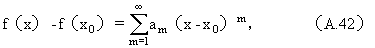 f (x) -f (x₀) = ∑_{m=1}^{∞} aₘ (x-x₀) ᵐ, (A.42)